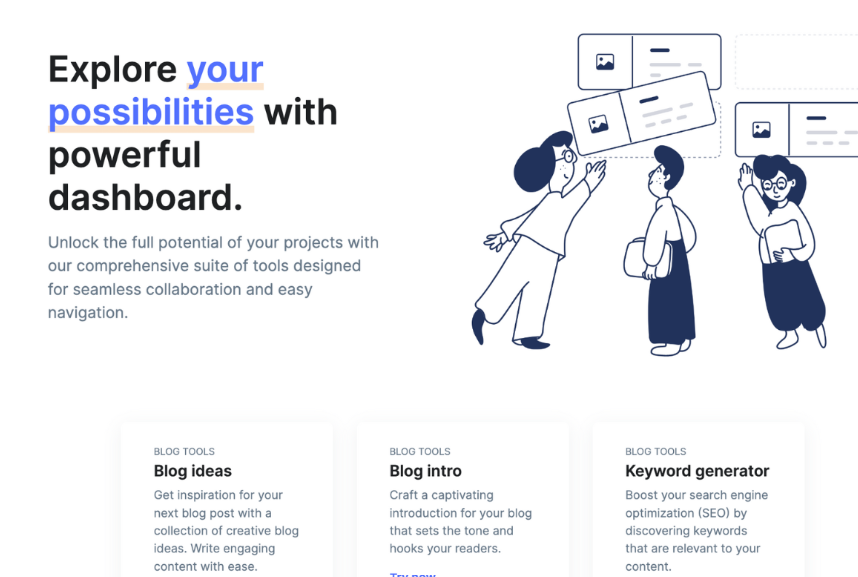 Explore your
possibilities with
powerful
dashboard.
Unlock the full potential of your projects with
our comprehensive suite of tools designed
for seamless collaboration and easy
navigation.
BLOG TOOLS
Blog ideas
Get inspiration for your
next blog post with a
collection of creative blog
ideas. Write engaging
content with ease.
BLOG TOOLS
Blog intro
Craft a captivating
introduction for your blog
that sets the tone and
hooks your readers.
Try now
BLOG TOOLS
Keyword generator
Boost your search engine
optimization (SEO) by
discovering keywords
that are relevant to your
content.